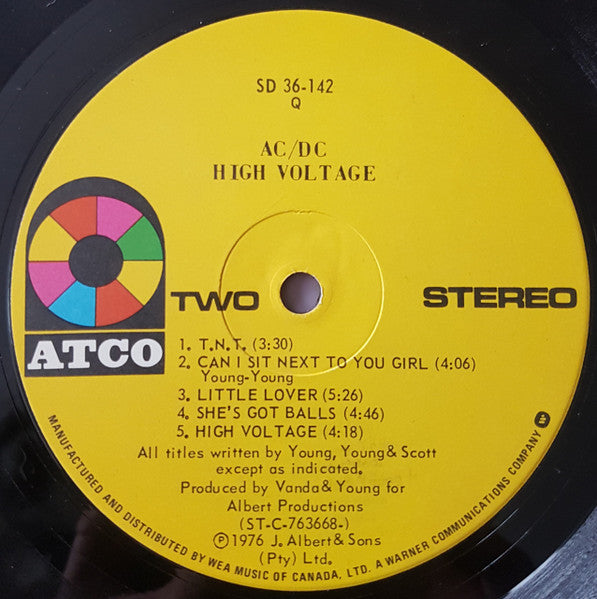 SD 36-142
Q
AC/DC
HIGH VOLTAGE
ATCO
TWO
STEREO
1. T.N.T. (3:30)
2. CAN I SIT NEXT TO YOU GIRL (4:06)
Young-Young
3. LITTLE LOVER (5:26)
4. SHE'S GOT BALLS (4:46)
5. HIGH VOLTAGE (4:18)
All titles written by Young, Young & Scott
except as indicated.
Produced by Vanda & Young for
Albert Productions
(ST-C-763668-)
Ⓟ1976 J. Albert & Sons
(Pty) Ltd.
MANUFACTURED AND DISTRIBUTED BY WEA MUSIC OF CANADA, LTD. A WARNER COMMUNICATIONS COMPANY